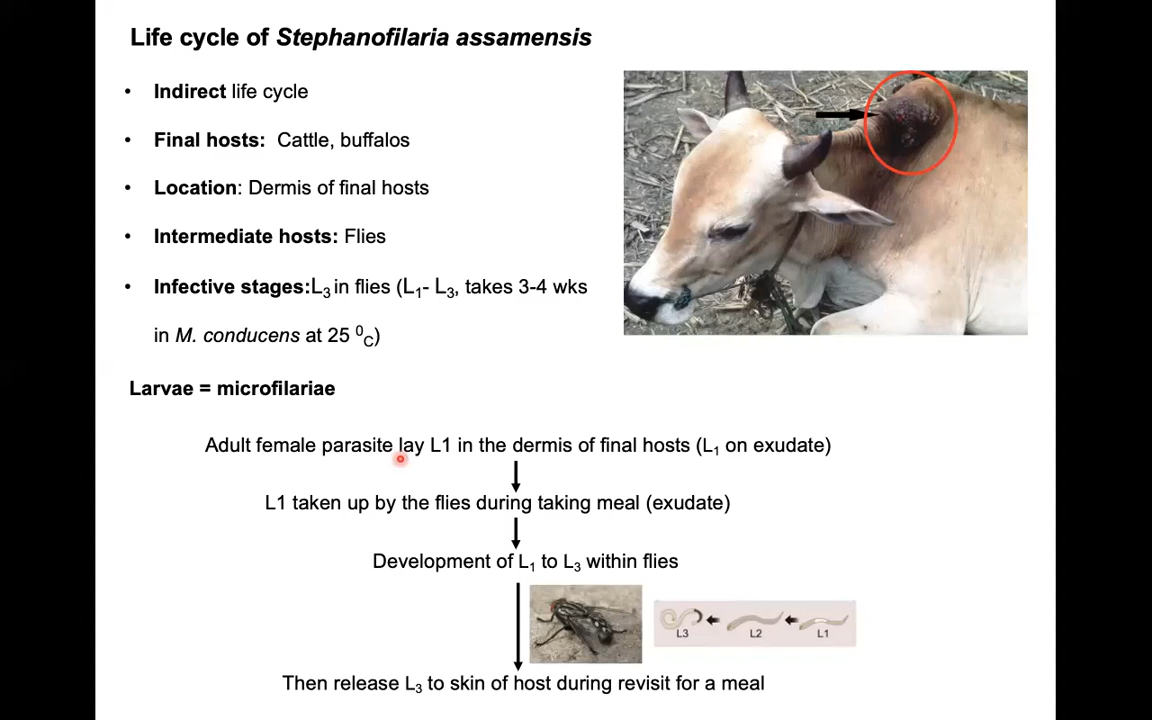 Life cycle of Stephanofilaria assamensis
• Indirect life cycle
• Final hosts: Cattle, buffalos
• Location: Dermis of final hosts
• Intermediate hosts: Flies
• Infective stages:L₃ in flies (L₁- L₃, takes 3-4 wks
in M. conducens at 25 ⁰C)
Larvae = microfilariae
Adult female parasite lay L1 in the dermis of final hosts (L₁ on exudate)
L1 taken up by the flies during taking meal (exudate)
Development of L₁ to L₃ within flies
L3 L2 L1
Then release L₃ to skin of host during revisit for a meal